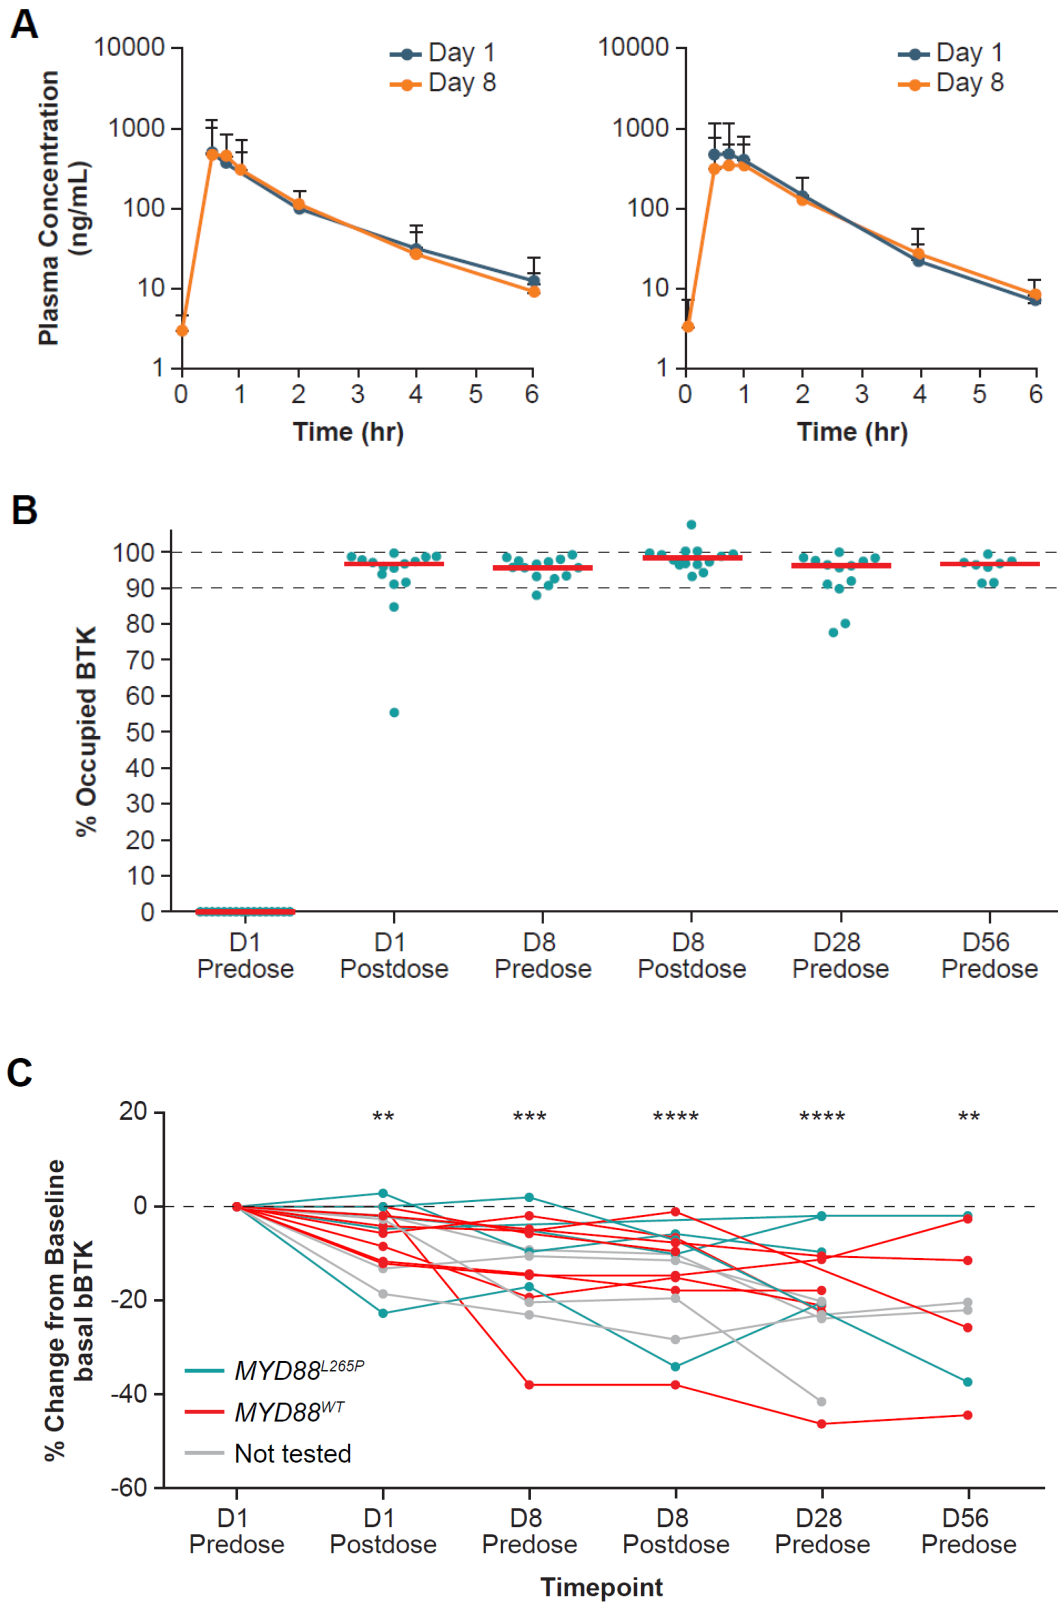 A
10000
1000
100
10
1
Plasma Concentration
(ng/mL)
Day 1
Day 8
0 1 2 3 4 5 6
Time (hr)
10000
1000
100
10
1
Day 1
Day 8
0 1 2 3 4 5 6
Time (hr)
B
% Occupied BTK
100
90
80
70
60
50
40
30
20
10
0
D1 D1 D8 D8 D28 D56
Predose Postdose Predose Postdose Predose Predose
C
% Change from Baseline
basal bBTK
20
0
-20
-40
-60
** *** **** **** **
MYD88L265P
MYD88WT
Not tested
D1 D1 D8 D8 D28 D56
Predose Postdose Predose Postdose Predose Predose
Timepoint